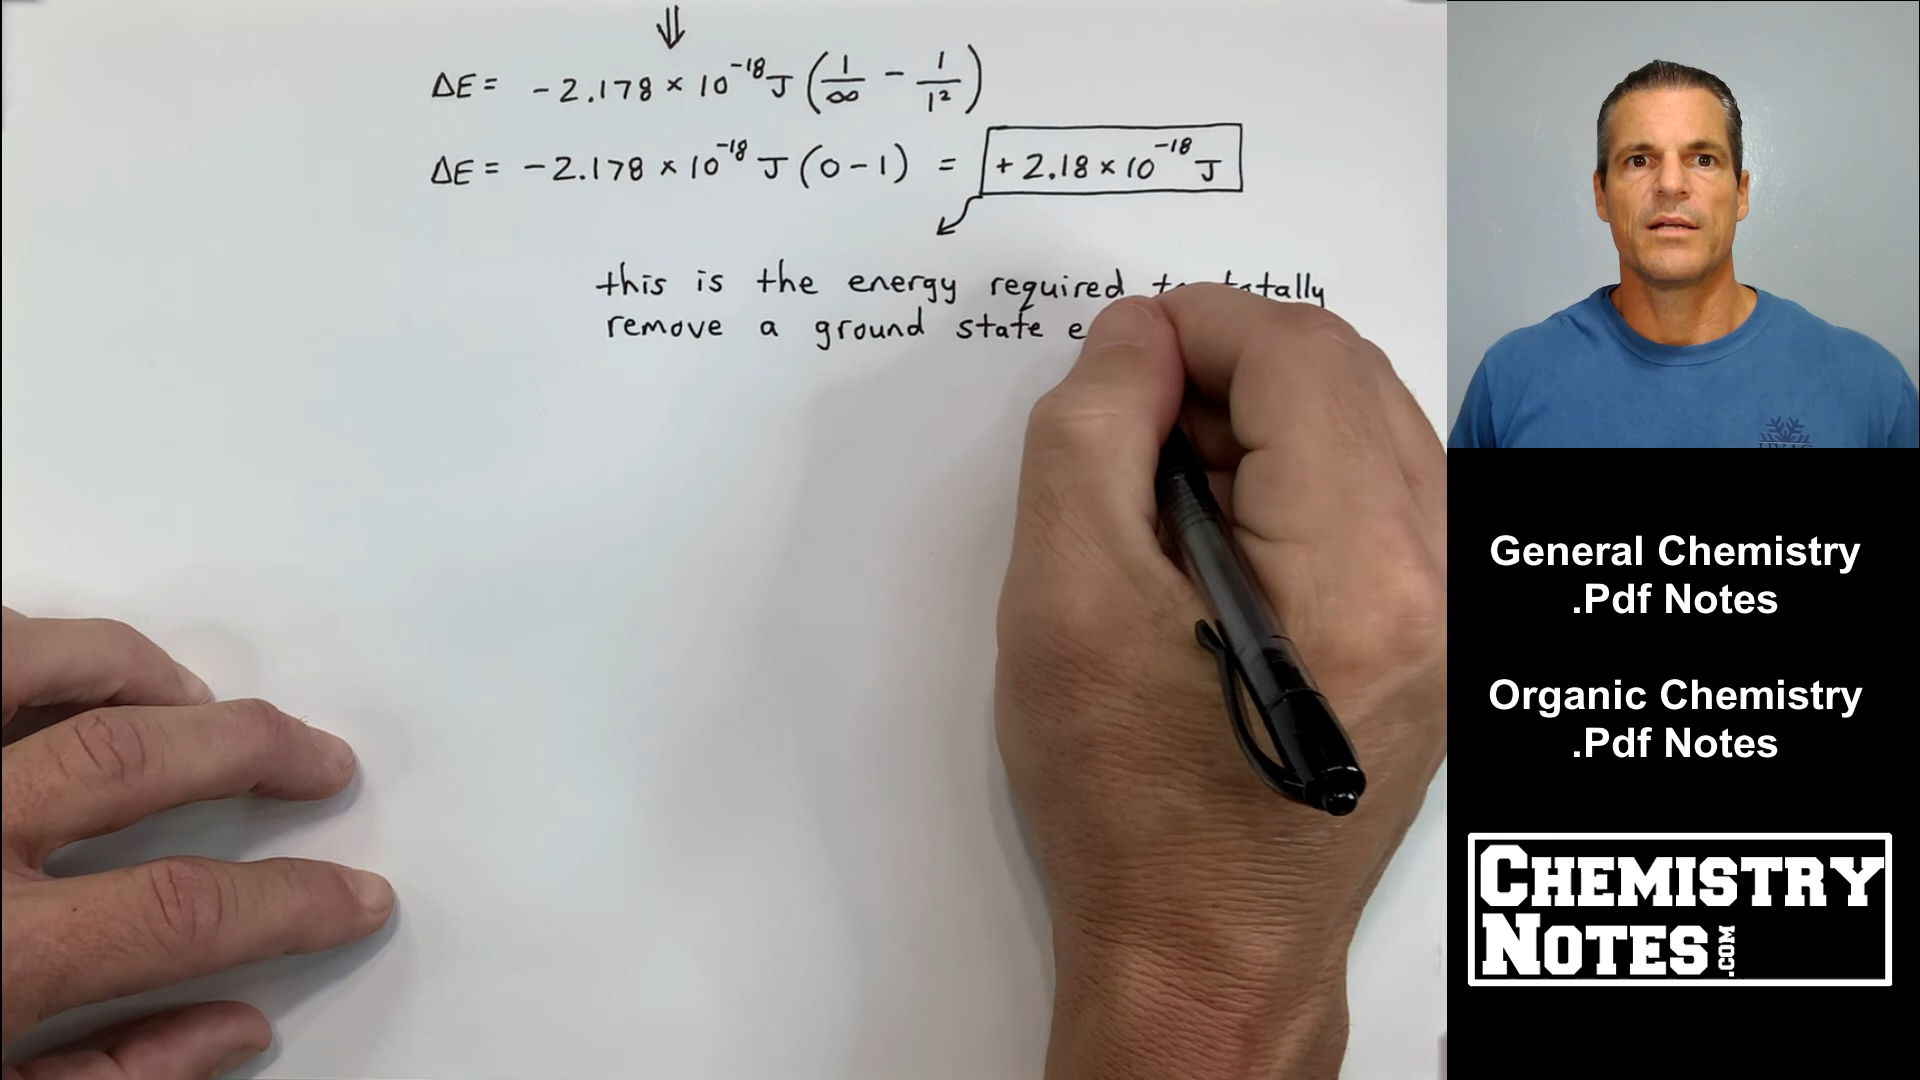 ΔE = -2.178 × 10⁻¹⁸ J (1/∞ - 1/1²)
ΔE = -2.178 × 10⁻¹⁸ J (0 - 1) = +2.18 × 10⁻¹⁸ J
this is the energy required totally
remove a ground state
General Chemistry
.Pdf Notes
Organic Chemistry
.Pdf Notes
CHEMISTRY
NOTES.COM